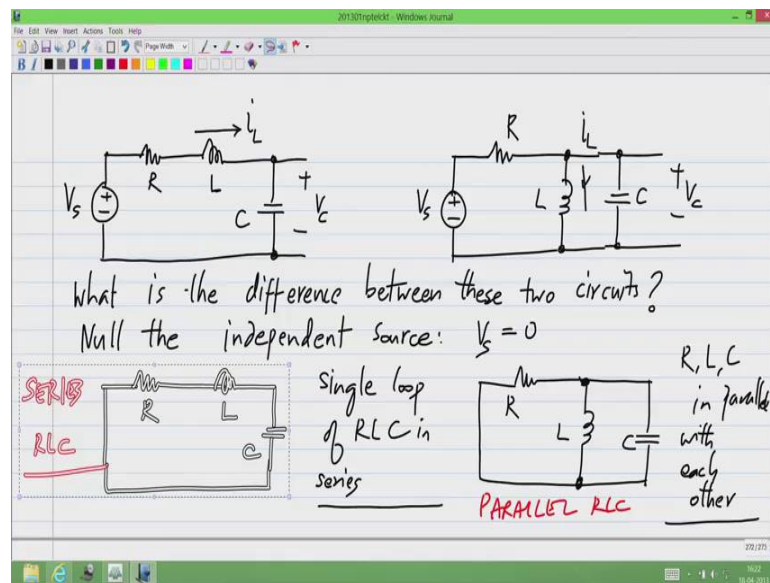 201301nptelckt - Windows Journal
File Edit View Insert Actions Tools Help
Page Width
B I
i_L
R
L
V_s
+
-
C
+
V_c
-
R
i_L
V_s
+
-
L
C
+
V_c
-
What is the difference between these two circuits?
Null the independent source: V_s = 0
SERIES
RLC
R
L
C
Single loop
of RLC in
series
R
L
C
PARALLEL RLC
R, L, C
in parallel
with
each
other
272/273
16:22